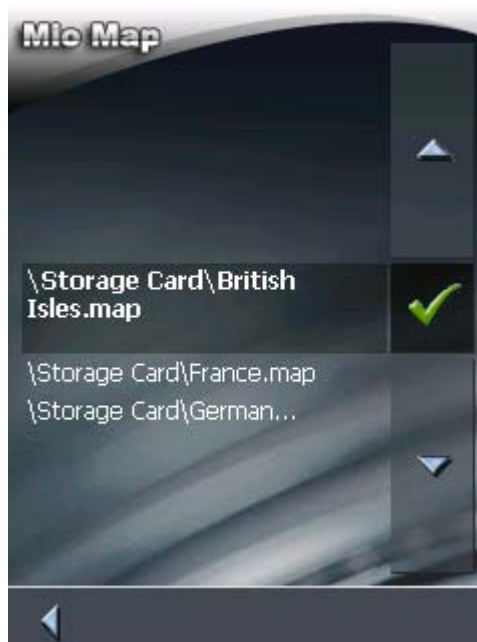 Mio Map
\Storage Card\British
Isles.map
\Storage Card\France.map
\Storage Card\German...